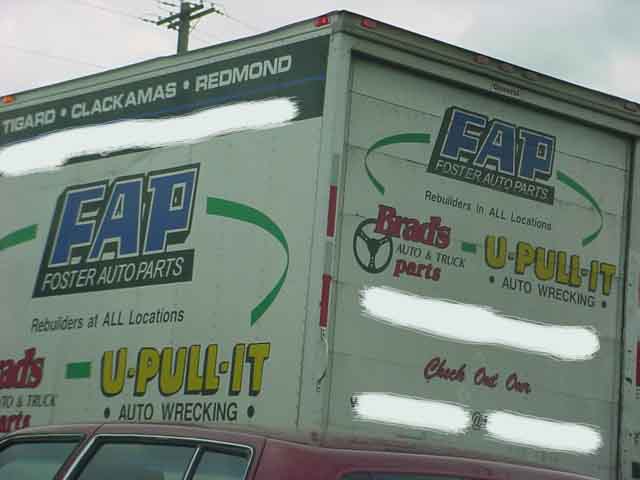 TIGARD • CLACKAMAS • REDMOND
FAP
FOSTER AUTO PARTS
Rebuilders at ALL Locations
U-PULL-IT
• AUTO WRECKING •
General
FAP
FOSTER AUTO PARTS
Rebuilders in ALL Locations
Brad's
AUTO & TRUCK
parts
U-PULL-IT
• AUTO WRECKING •
Check Out Our
@